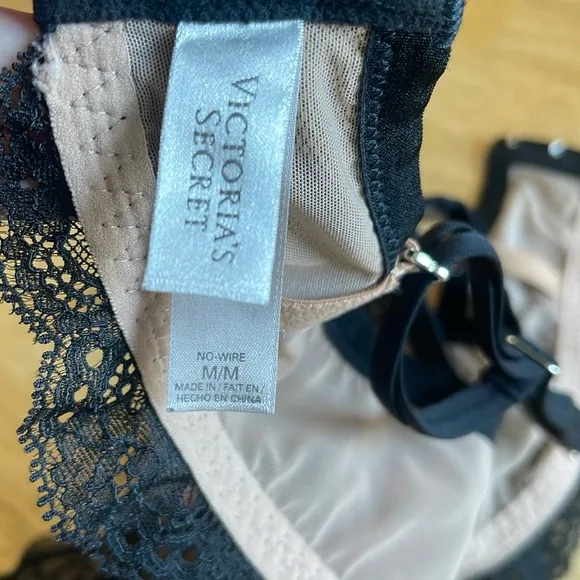 VICTORIA'S
SECRET
NO-WIRE
M/M
MADE IN / FAIT EN /
HECHO EN CHINA